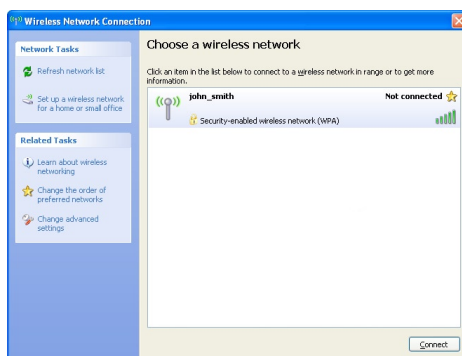 Wireless Network Connection
Network Tasks
Refresh network list
Set up a wireless network
for a home or small office
Related Tasks
Learn about wireless
networking
Change the order of
preferred networks
Change advanced
settings
Choose a wireless network
Click an item in the list below to connect to a wireless network in range or to get more
information.
john_smith
Not connected
Security-enabled wireless network (WPA)
Connect